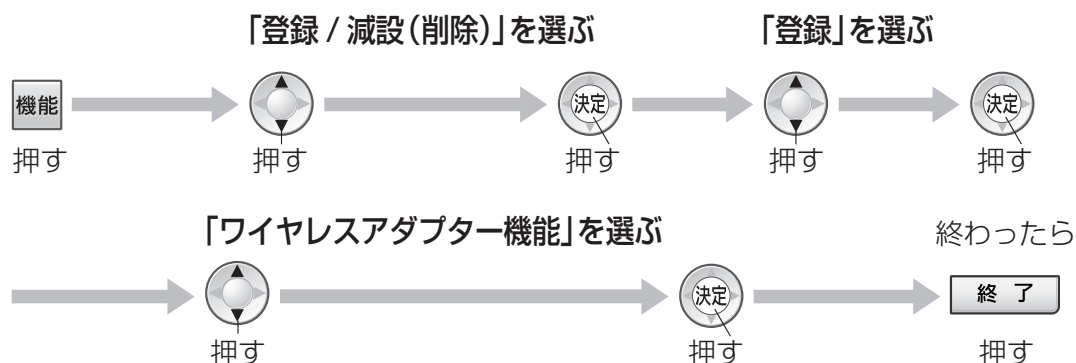 「登録 / 減設(削除)」を選ぶ 「登録」を選ぶ
機能 決定 決定
押す 押す 押す 押す 押す
「ワイヤレスアダプター機能」を選ぶ 終わったら
決定 終 了
押す 押す 押す